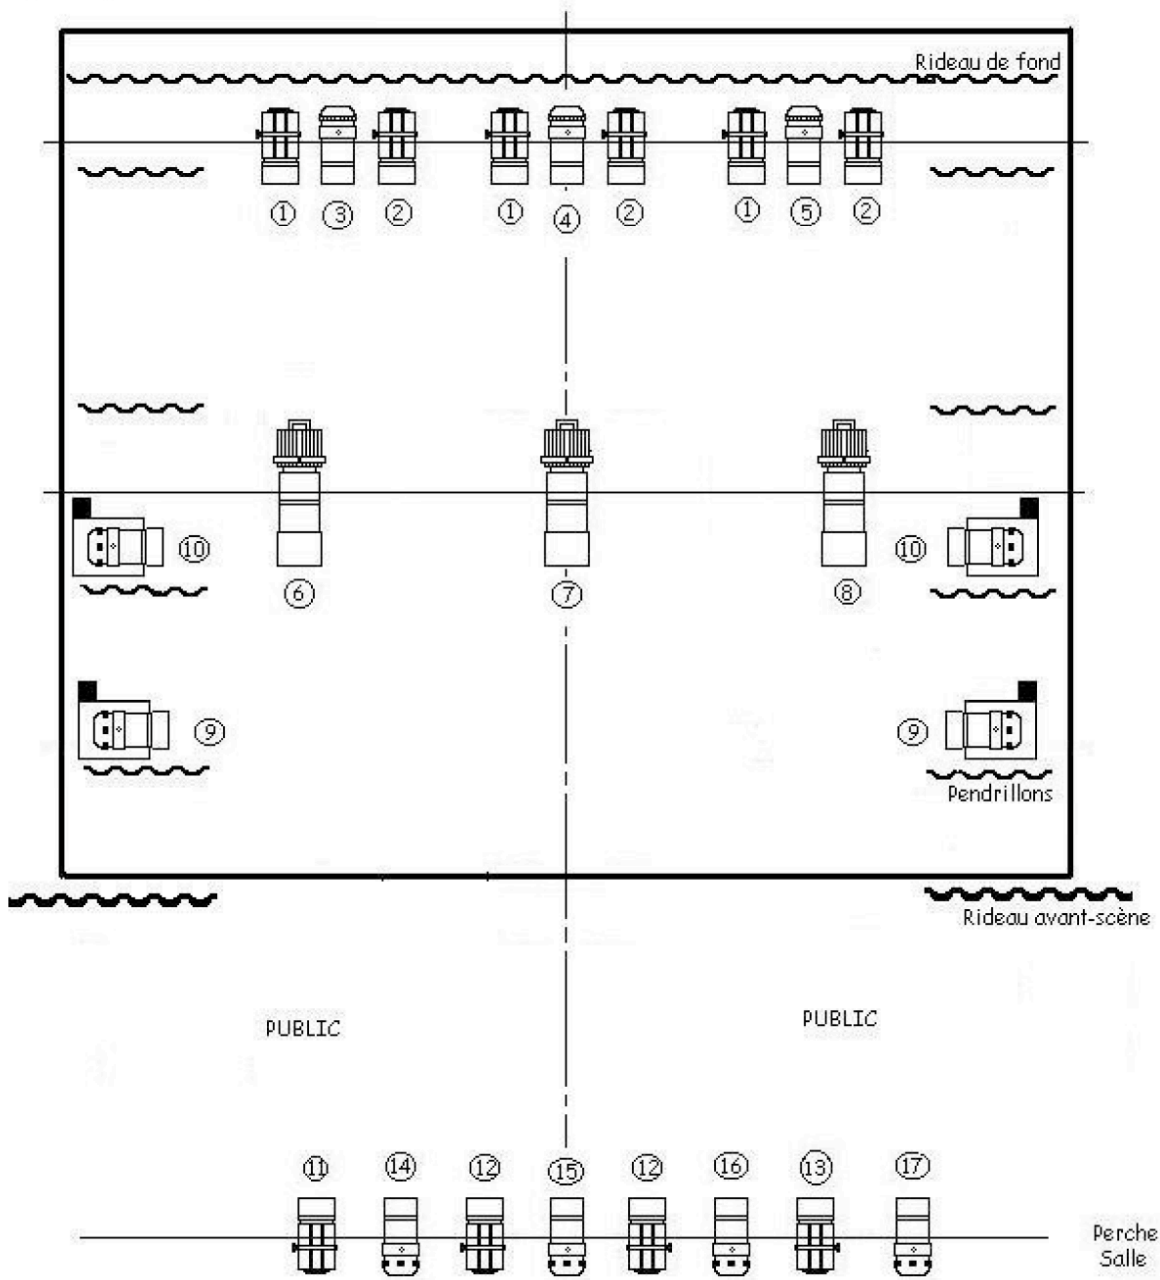 Rideau de fond
1 3 2 1 4 2 1 5 2
10 10
6 7 8
9 9
Pendrillons
Rideau avant-scène
PUBLIC PUBLIC
11 14 12 15 12 16 13 17
Perche
Salle